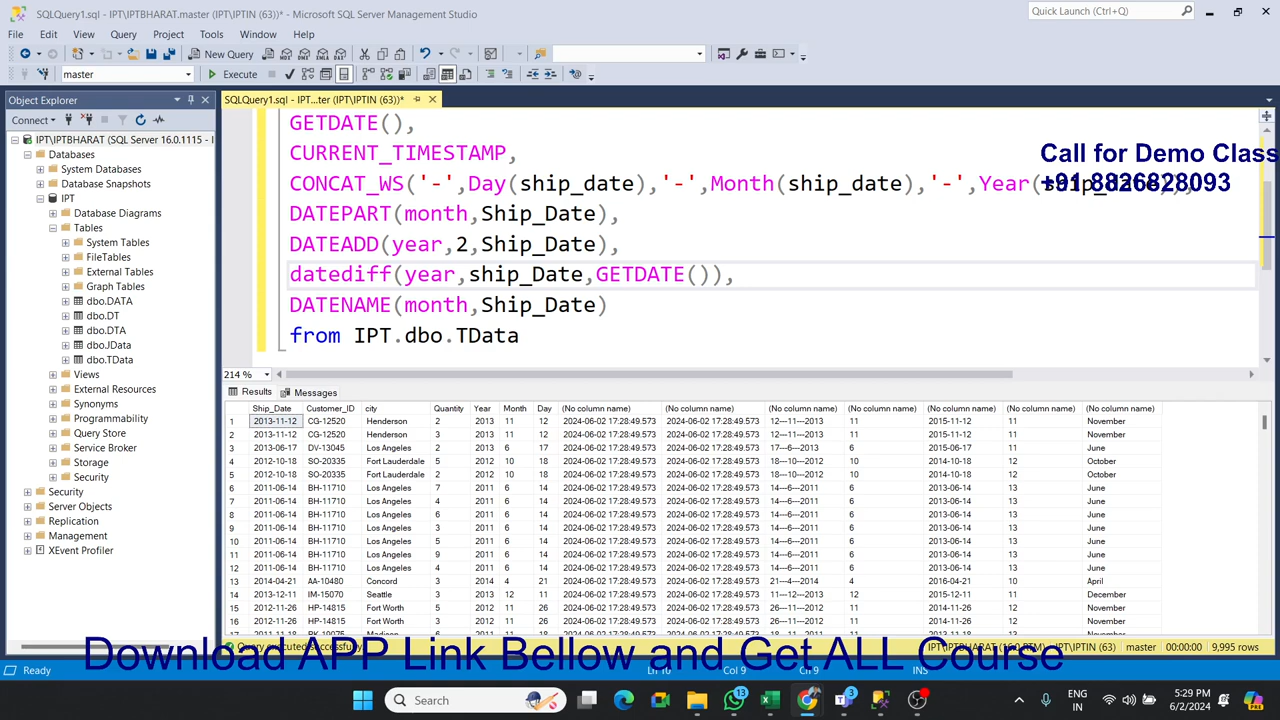 SQLQuery1.sql - IPT\IPTBHARAT.master (IPT\IPTIN (63))* - Microsoft SQL Server Management Studio
Quick Launch (Ctrl+Q)
File Edit View Query Project Tools Window Help
New Query
master Execute
Object Explorer
SQLQuery1.sql - IPT...ter (IPT\IPTIN (63))*
Connect
IPT\IPTBHARAT (SQL Server 16.0.1115 - I
Databases
System Databases
Database Snapshots
IPT
Database Diagrams
Tables
System Tables
FileTables
External Tables
Graph Tables
dbo.DATA
dbo.DT
dbo.DTA
dbo.JData
dbo.TData
Views
External Resources
Synonyms
Programmability
Query Store
Service Broker
Storage
Security
Security
Server Objects
Replication
Management
XEvent Profiler
GETDATE(),
CURRENT_TIMESTAMP,
CONCAT_WS('-',Day(ship_date),'-',Month(ship_date),'-',Year(
DATEPART(month,Ship_Date),
DATEADD(year,2,Ship_Date),
datediff(year,ship_Date,GETDATE()),
DATENAME(month,Ship_Date)
from IPT.dbo.TData
Call for Demo Class
+91 8826828093
214 %
Results Messages
Ship_Date Customer_ID city Quantity Year Month Day (No column name) (No column name) (No column name) (No column name) (No column name) (No column name) (No column name)
1 2013-11-12 CG-12520 Henderson 2 2013 11 12 2024-06-02 17:28:49.573 2024-06-02 17:28:49.573 12---11---2013 11 2015-11-12 11 November
2 2013-11-12 CG-12520 Henderson 3 2013 11 12 2024-06-02 17:28:49.573 2024-06-02 17:28:49.573 12---11---2013 11 2015-11-12 11 November
3 2013-06-17 DV-13045 Los Angeles 2 2013 6 17 2024-06-02 17:28:49.573 2024-06-02 17:28:49.573 17---6---2013 6 2015-06-17 11 June
4 2012-10-18 SO-20335 Fort Lauderdale 5 2012 10 18 2024-06-02 17:28:49.573 2024-06-02 17:28:49.573 18---10---2012 10 2014-10-18 12 October
5 2012-10-18 SO-20335 Fort Lauderdale 2 2012 10 18 2024-06-02 17:28:49.573 2024-06-02 17:28:49.573 18---10---2012 10 2014-10-18 12 October
6 2011-06-14 BH-11710 Los Angeles 7 2011 6 14 2024-06-02 17:28:49.573 2024-06-02 17:28:49.573 14---6---2011 6 2013-06-14 13 June
7 2011-06-14 BH-11710 Los Angeles 4 2011 6 14 2024-06-02 17:28:49.573 2024-06-02 17:28:49.573 14---6---2011 6 2013-06-14 13 June
8 2011-06-14 BH-11710 Los Angeles 6 2011 6 14 2024-06-02 17:28:49.573 2024-06-02 17:28:49.573 14---6---2011 6 2013-06-14 13 June
9 2011-06-14 BH-11710 Los Angeles 3 2011 6 14 2024-06-02 17:28:49.573 2024-06-02 17:28:49.573 14---6---2011 6 2013-06-14 13 June
10 2011-06-14 BH-11710 Los Angeles 5 2011 6 14 2024-06-02 17:28:49.573 2024-06-02 17:28:49.573 14---6---2011 6 2013-06-14 13 June
11 2011-06-14 BH-11710 Los Angeles 9 2011 6 14 2024-06-02 17:28:49.573 2024-06-02 17:28:49.573 14---6---2011 6 2013-06-14 13 June
12 2011-06-14 BH-11710 Los Angeles 4 2011 6 14 2024-06-02 17:28:49.573 2024-06-02 17:28:49.573 14---6---2011 6 2013-06-14 13 June
13 2014-04-21 AA-10480 Concord 3 2014 4 21 2024-06-02 17:28:49.573 2024-06-02 17:28:49.573 21---4---2014 4 2016-04-21 10 April
14 2013-12-11 IM-15070 Seattle 3 2013 12 11 2024-06-02 17:28:49.573 2024-06-02 17:28:49.573 11---12---2013 12 2015-12-11 11 December
15 2012-11-26 HP-14815 Fort Worth 5 2012 11 26 2024-06-02 17:28:49.573 2024-06-02 17:28:49.573 26---11---2012 11 2014-11-26 12 November
16 2012-11-26 HP-14815 Fort Worth 3 2012 11 26 2024-06-02 17:28:49.573 2024-06-02 17:28:49.573 26---11---2012 11 2014-11-26 12 November
Download APP Link Bellow and Get ALL Course
IPT\IPTIN (63) master 00:00:00 9,995 rows
Ready Col 9 Ch 9 INS
Search
13
3
ENG
IN
5:29 PM
6/2/2024